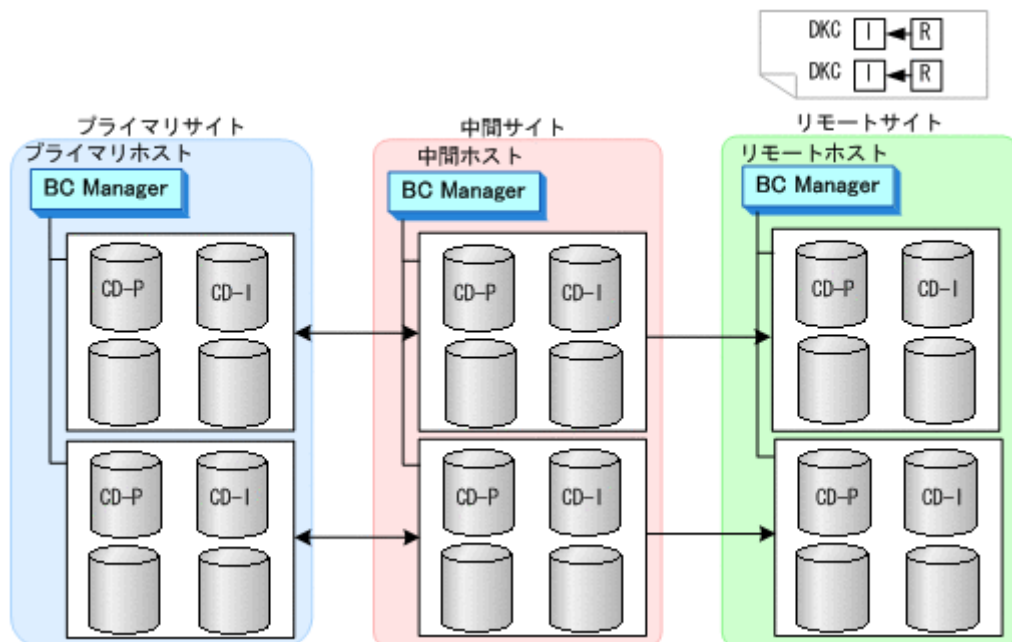 DKC I R
DKC I R
プライマリサイト
中間サイト
リモートサイト
プライマリホスト
中間ホスト
リモートホスト
BC Manager
BC Manager
BC Manager
CD-P CD-I
CD-P CD-I
CD-P CD-I
CD-P CD-I
CD-P CD-I
CD-P CD-I